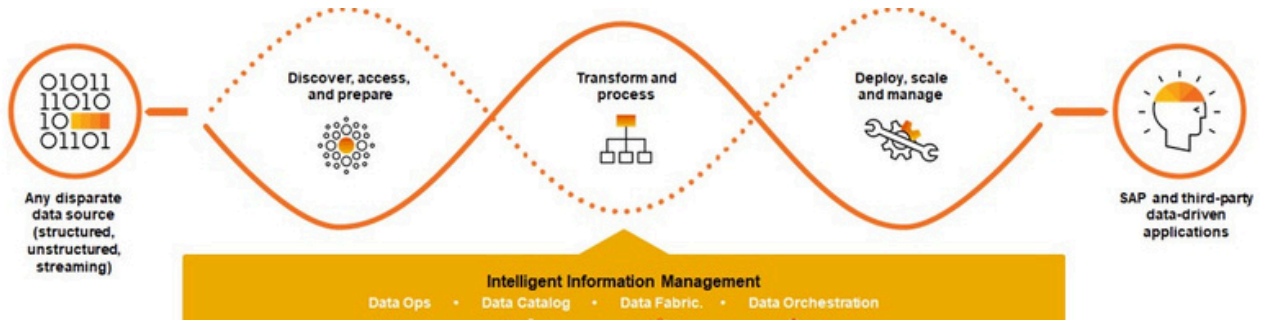 01011
11010
10
01101
Any disparate
data source
(structured,
unstructured,
streaming)
Discover, access,
and prepare
Transform and
process
Deploy, scale
and manage
SAP and third-party
data-driven
applications
Intelligent Information Management
Data Ops • Data Catalog • Data Fabric. • Data Orchestration